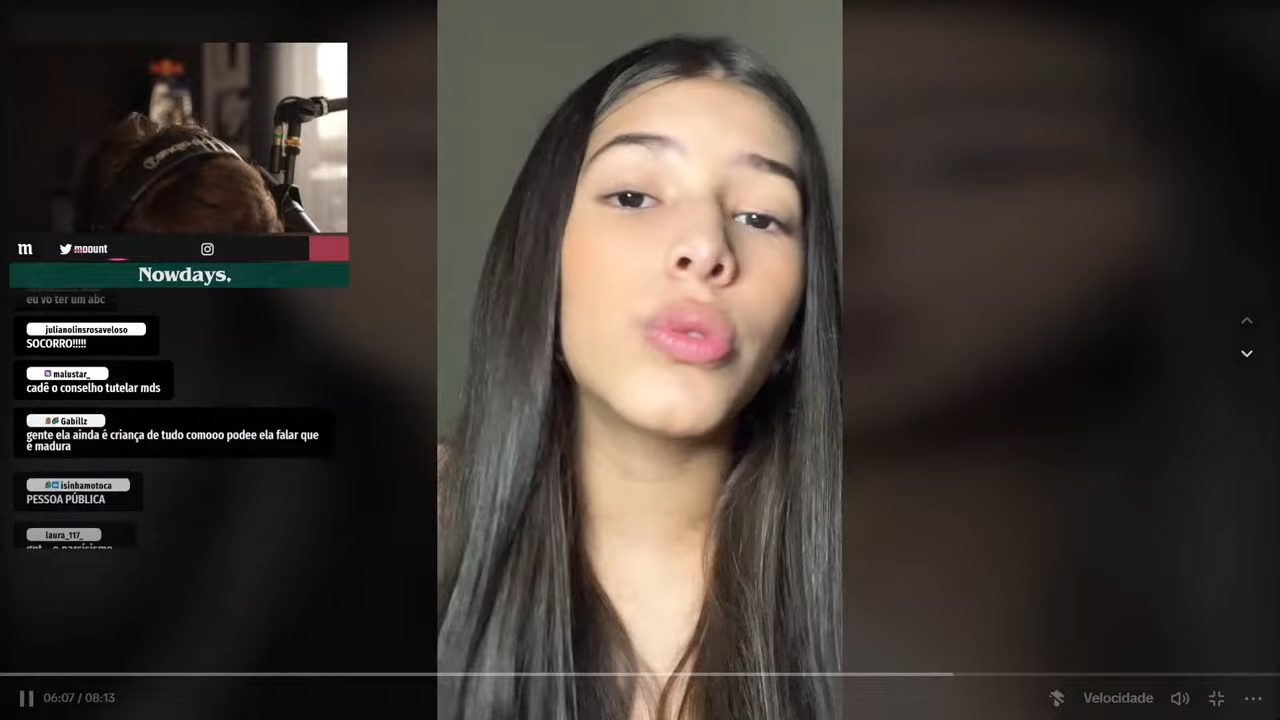 m
moount
Nowdays,
eu vo ter um abc
julianolinsrosaveloso
SOCORRO!!!!!
malustar_
cadê o conselho tutelar mds
Gabillz
gente ela ainda é criança de tudo comooo podee ela falar que
e madura
isinhamotoca
PESSOA PÚBLICA
laura_117_
06:07 / 08:13
Velocidade